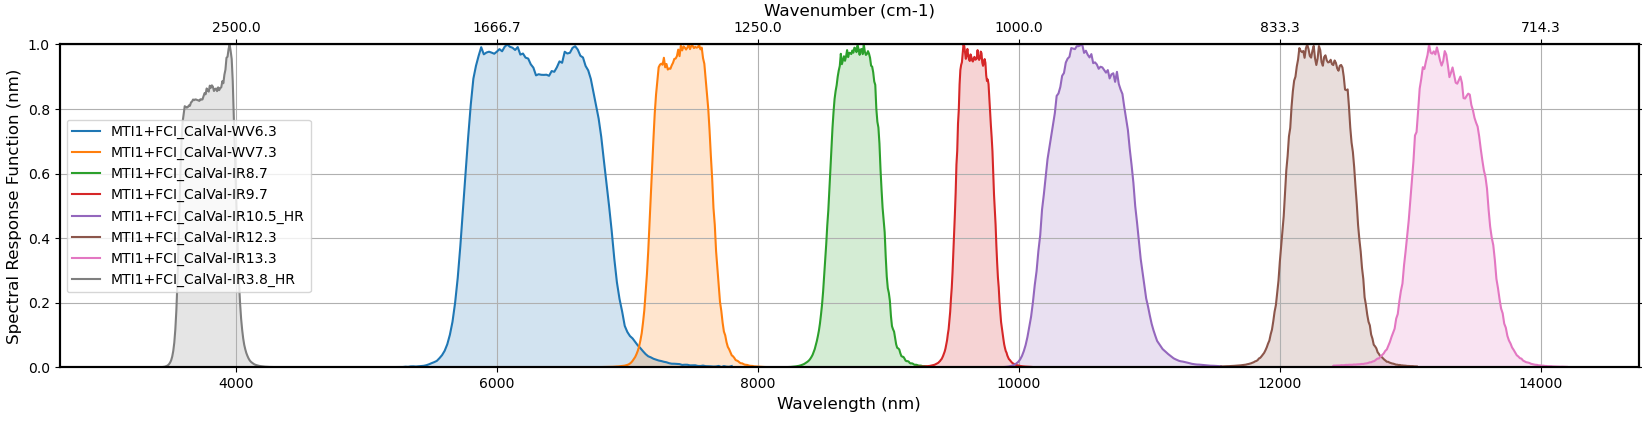 Wavenumber (cm-1)
2500.0 1666.7 1250.0 1000.0 833.3 714.3
1.0
0.8
0.6
0.4
0.2
0.0
Spectral Response Function (nm)
MTI1+FCI_CalVal-WV6.3
MTI1+FCI_CalVal-WV7.3
MTI1+FCI_CalVal-IR8.7
MTI1+FCI_CalVal-IR9.7
MTI1+FCI_CalVal-IR10.5_HR
MTI1+FCI_CalVal-IR12.3
MTI1+FCI_CalVal-IR13.3
MTI1+FCI_CalVal-IR3.8_HR
4000 6000 8000 10000 12000 14000
Wavelength (nm)